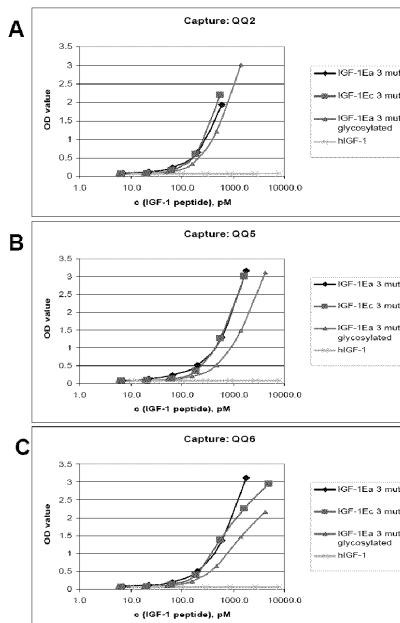 A
Capture: QQ2
3.5
3
2.5
2
1.5
1
0.5
0
OD value
1.0
10.0
100.0
1000.0
10000.0
c (IGF-1 peptide), pM
IGF-1Ea 3 mut
IGF-1Ec 3 mut
IGF-1Ea 3 mut
glycosylated
hIGF-1
B
Capture: QQ5
3.5
3
2.5
2
1.5
1
0.5
0
OD value
1.0
10.0
100.0
1000.0
10000.0
c (IGF-1 peptide), pM
IGF-1Ea 3 mut
IGF-1Ec 3 mut
IGF-1Ea 3 mut
glycosylated
hIGF-1
C
Capture: QQ6
3.5
3
2.5
2
1.5
1
0.5
0
OD value
1.0
10.0
100.0
1000.0
10000.0
c (IGF-1 peptide), pM
IGF-1Ea 3 mut
IGF-1Ec 3 mut
IGF-1Ea 3 mut
glycosylated
hIGF-1